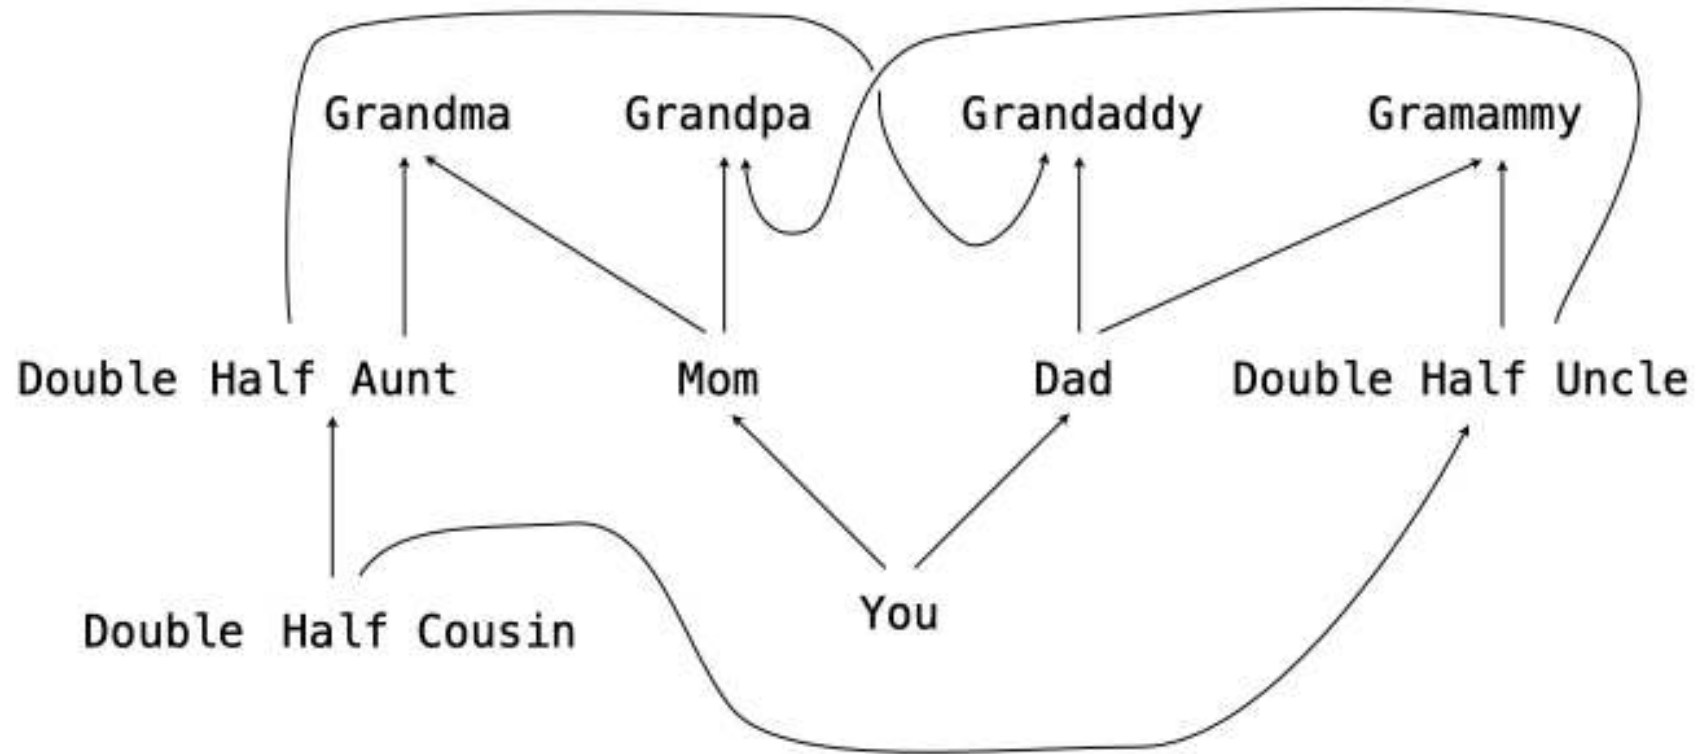 Grandma Grandpa Grandaddy Gramammy
Double Half Aunt Mom Dad Double Half Uncle
Double Half Cousin You